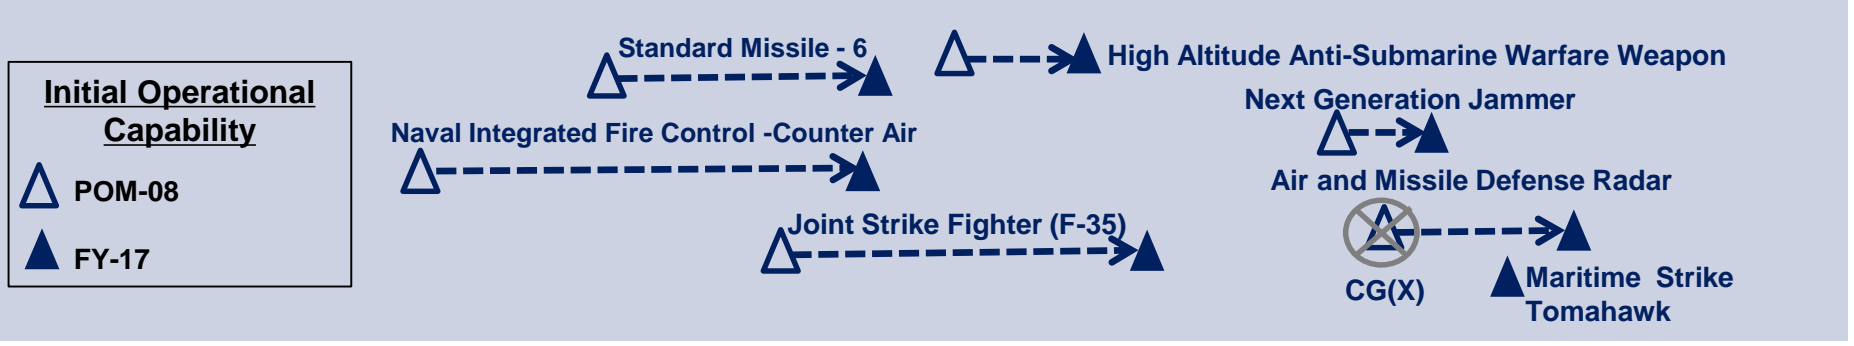 Initial Operational
Capability
POM-08
FY-17
Standard Missile - 6
High Altitude Anti-Submarine Warfare Weapon
Next Generation Jammer
Naval Integrated Fire Control -Counter Air
Air and Missile Defense Radar
Joint Strike Fighter (F-35)
CG(X)
Maritime Strike
Tomahawk